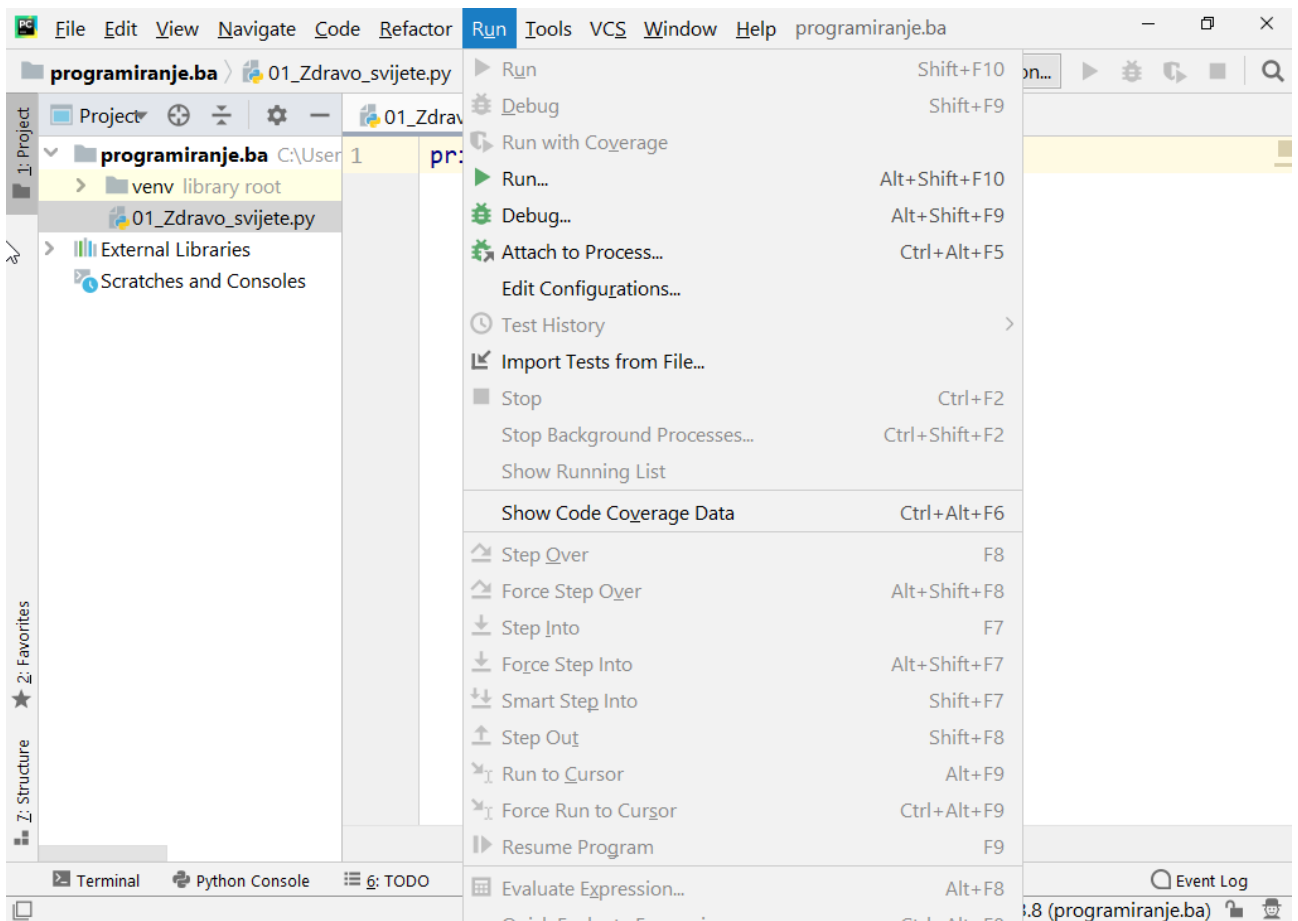 PC File Edit View Navigate Code Refactor Run Tools VCS Window Help programiranje.ba
programiranje.ba 01_Zdravo_svijete.py
on...
1: Project
Project
01_Zdrav
programiranje.ba C:\User
venv library root
01_Zdravo_svijete.py
External Libraries
Scratches and Consoles
1 pri
Run Shift+F10
Debug Shift+F9
Run with Coverage
Run... Alt+Shift+F10
Debug... Alt+Shift+F9
Attach to Process... Ctrl+Alt+F5
Edit Configurations...
Test History
Import Tests from File...
Stop Ctrl+F2
Stop Background Processes... Ctrl+Shift+F2
Show Running List
Show Code Coverage Data Ctrl+Alt+F6
Step Over F8
Force Step Over Alt+Shift+F8
Step Into F7
Force Step Into Alt+Shift+F7
Smart Step Into Shift+F7
Step Out Shift+F8
Run to Cursor Alt+F9
Force Run to Cursor Ctrl+Alt+F9
Resume Program F9
Evaluate Expression... Alt+F8
2: Favorites
Z: Structure
Terminal Python Console 6: TODO
Event Log
3.8 (programiranje.ba)